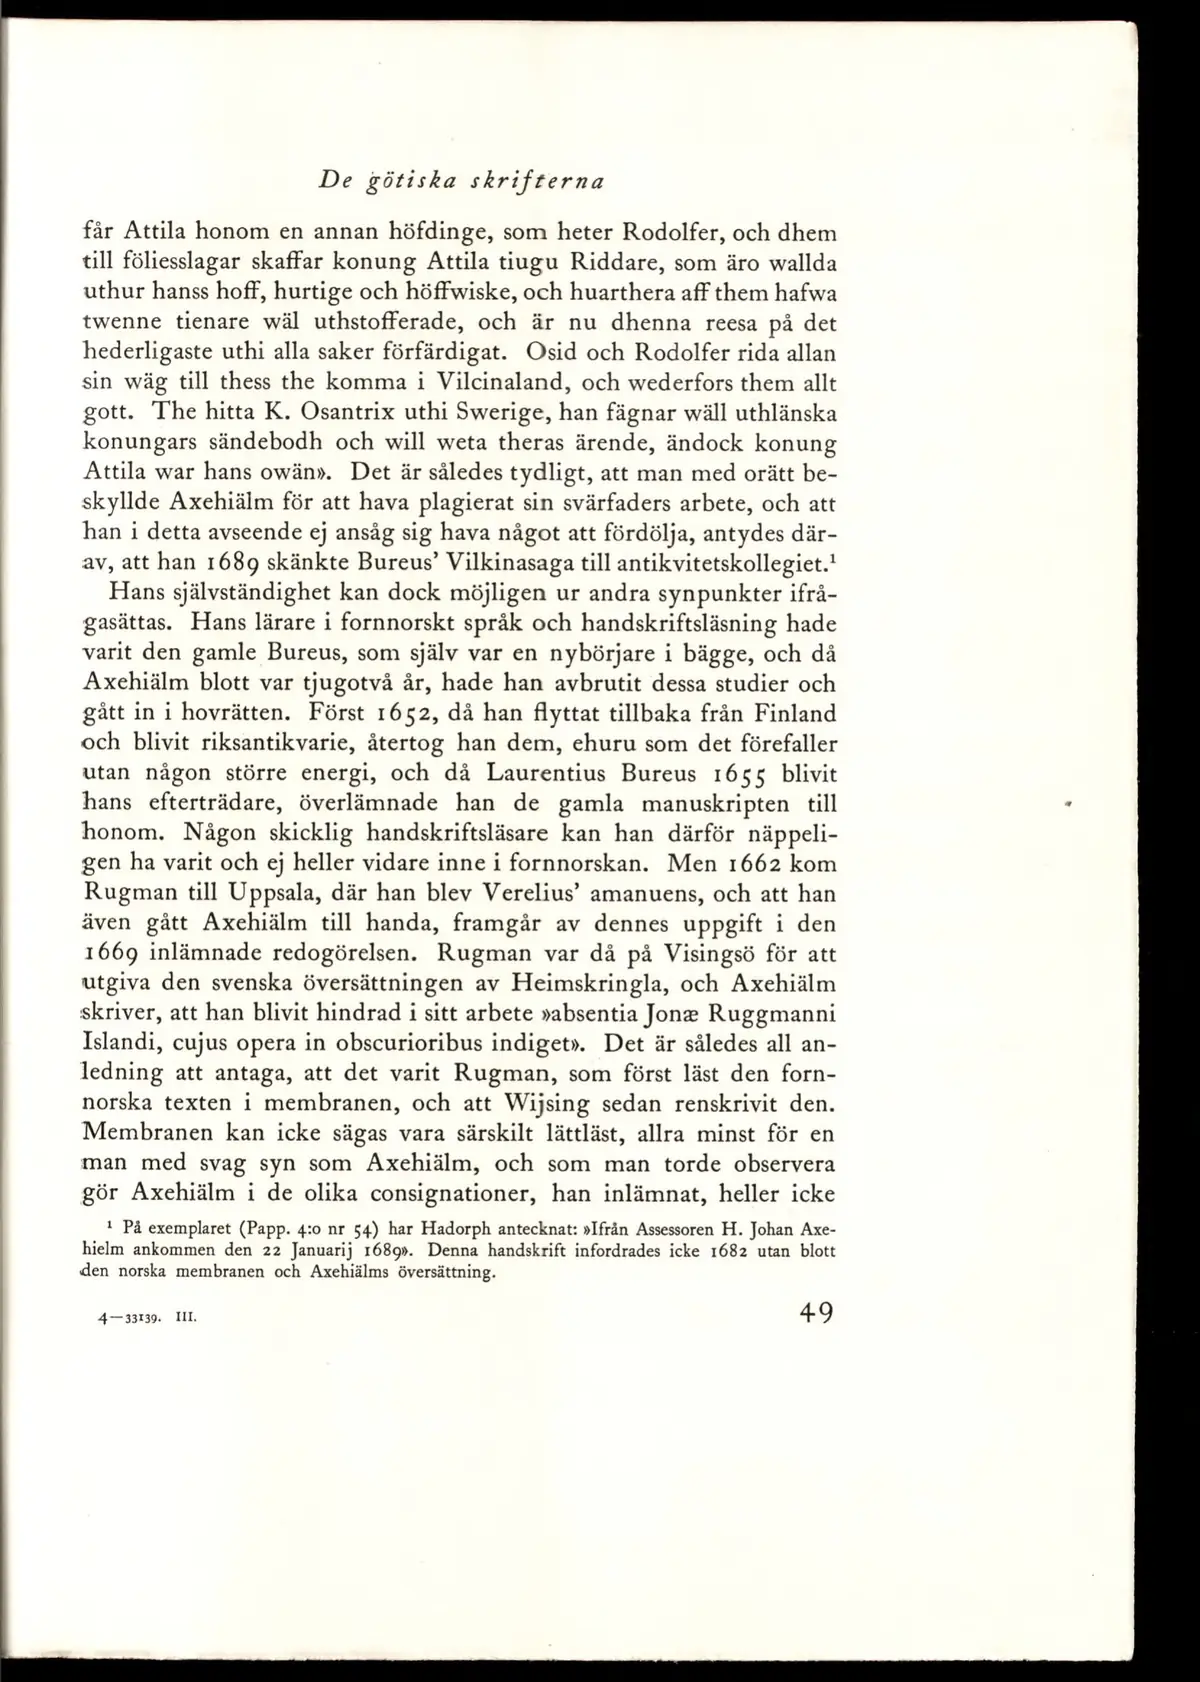 De götiska skrifterna
får Attila honom en annan höfdinge, som heter Rodolfer, och dhem
till föliesslagar skaffar konung Attila tiugu Riddare, som äro wallda
uthur hanss hoff, hurtige och höffwiske, och huarthera aff them hafwa
twenne tienare wäl uthstofferade, och är nu dhenna reesa på det
hederligaste uthi alla saker förfärdigat. Osid och Rodolfer rida allan
sin wäg till thess the komma i Vilcinaland, och wederfors them allt
gott. The hitta K. Osantrix uthi Swerige, han fägnar wäll uthlänska
konungars sändebodh och will weta theras ärende, ändock konung
Attila war hans owän». Det är således tydligt, att man med orätt be-
skyllde Axehiälm för att hava plagierat sin svärfaders arbete, och att
han i detta avseende ej ansåg sig hava något att fördölja, antydes där-
av, att han 1689 skänkte Bureus' Vilkinasaga till antikvitetskollegiet.¹
Hans självständighet kan dock möjligen ur andra synpunkter ifrå-
gasättas. Hans lärare i fornnorskt språk och handskriftsläsning hade
varit den gamle Bureus, som själv var en nybörjare i bägge, och då
Axehiälm blott var tjugotvå år, hade han avbrutit dessa studier och
gått in i hovrätten. Först 1652, då han flyttat tillbaka från Finland
och blivit riksantikvarie, återtog han dem, ehuru som det förefaller
utan någon större energi, och då Laurentius Bureus 1655 blivit
hans efterträdare, överlämnade han de gamla manuskripten till
honom. Någon skicklig handskriftsläsare kan han därför näppeli-
gen ha varit och ej heller vidare inne i fornnorskan. Men 1662 kom
Rugman till Uppsala, där han blev Verelius' amanuens, och att han
även gått Axehiälm till handa, framgår av dennes uppgift i den
1669 inlämnade redogörelsen. Rugman var då på Visingsö för att
utgiva den svenska översättningen av Heimskringla, och Axehiälm
skriver, att han blivit hindrad i sitt arbete »absentia Jonæ Ruggmanni
Islandi, cujus opera in obscurioribus indiget». Det är således all an-
ledning att antaga, att det varit Rugman, som först läst den forn-
norska texten i membranen, och att Wijsing sedan renskrivit den.
Membranen kan icke sägas vara särskilt lättläst, allra minst för en
man med svag syn som Axehiälm, och som man torde observera
gör Axehiälm i de olika consignationer, han inlämnat, heller icke
¹ På exemplaret (Papp. 4:o nr 54) har Hadorph antecknat: »Ifrån Assessoren H. Johan Axe-
hielm ankommen den 22 Januarij 1689». Denna handskrift infordrades icke 1682 utan blott
den norska membranen och Axehiälms översättning.
4—33139. III.
49